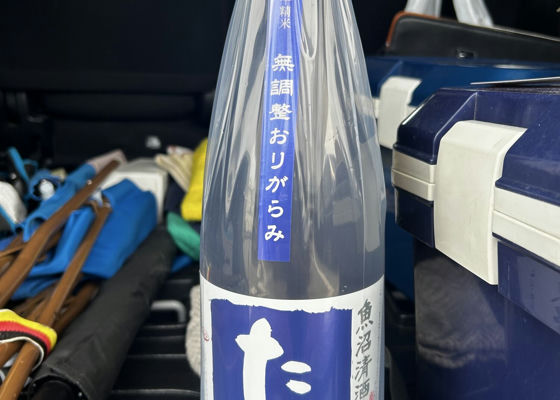 精米
無調整おりがらみ
魚沼清酒
た